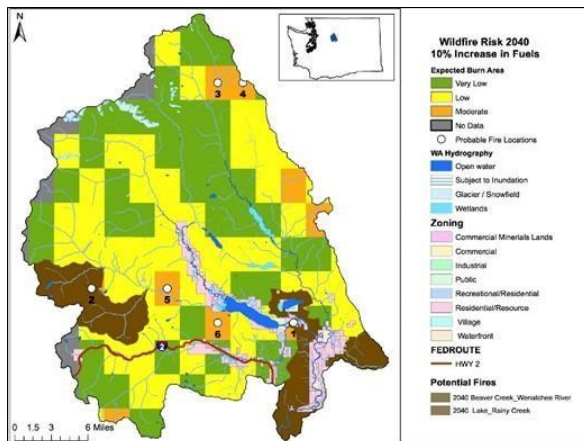 N
Wildfire Risk 2040
10% Increase in Fuels
Expected Burn Area
Very Low
Low
Moderate
No Data
Probable Fire Locations
WA Hydrography
Open water
Subject to Inundation
Glacier / Snowfield
Wetlands
Zoning
Commercial Minerals Lands
Commercial
Industrial
Public
Recreational/Residential
Residential/Resource
Village
Waterfront
FEDROUTE
HWY 2
Potential Fires
2040 Beaver Creek_Wenatchee River
2040 Lake_Rainy Creek
3
4
2
5
6
1
2
0 1.5 3 6 Miles